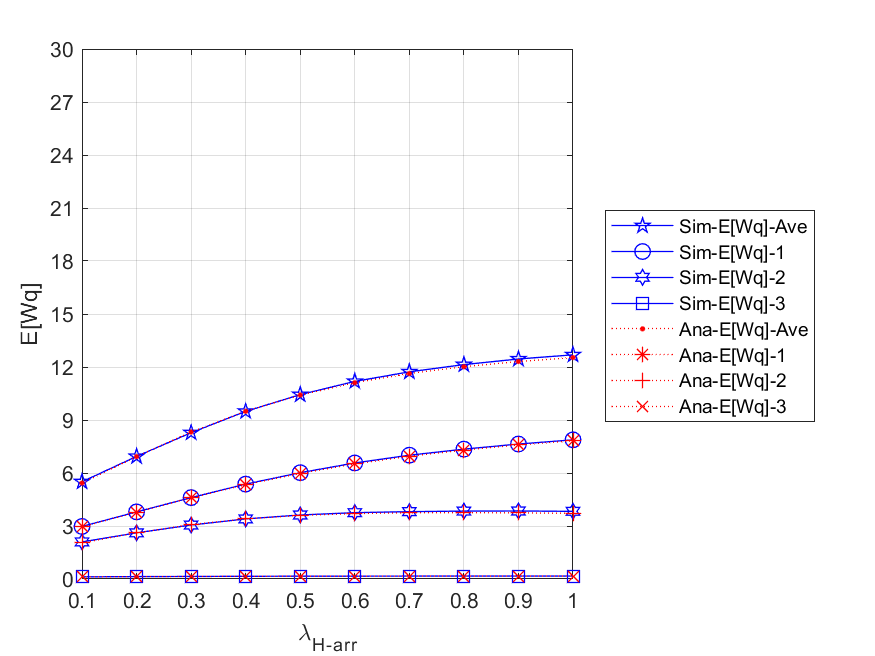 30
27
24
21
18
15
12
9
6
3
0
E[Wq]
0.1 0.2 0.3 0.4 0.5 0.6 0.7 0.8 0.9 1
λH-arr
Sim-E[Wq]-Ave
Sim-E[Wq]-1
Sim-E[Wq]-2
Sim-E[Wq]-3
Ana-E[Wq]-Ave
Ana-E[Wq]-1
Ana-E[Wq]-2
Ana-E[Wq]-3